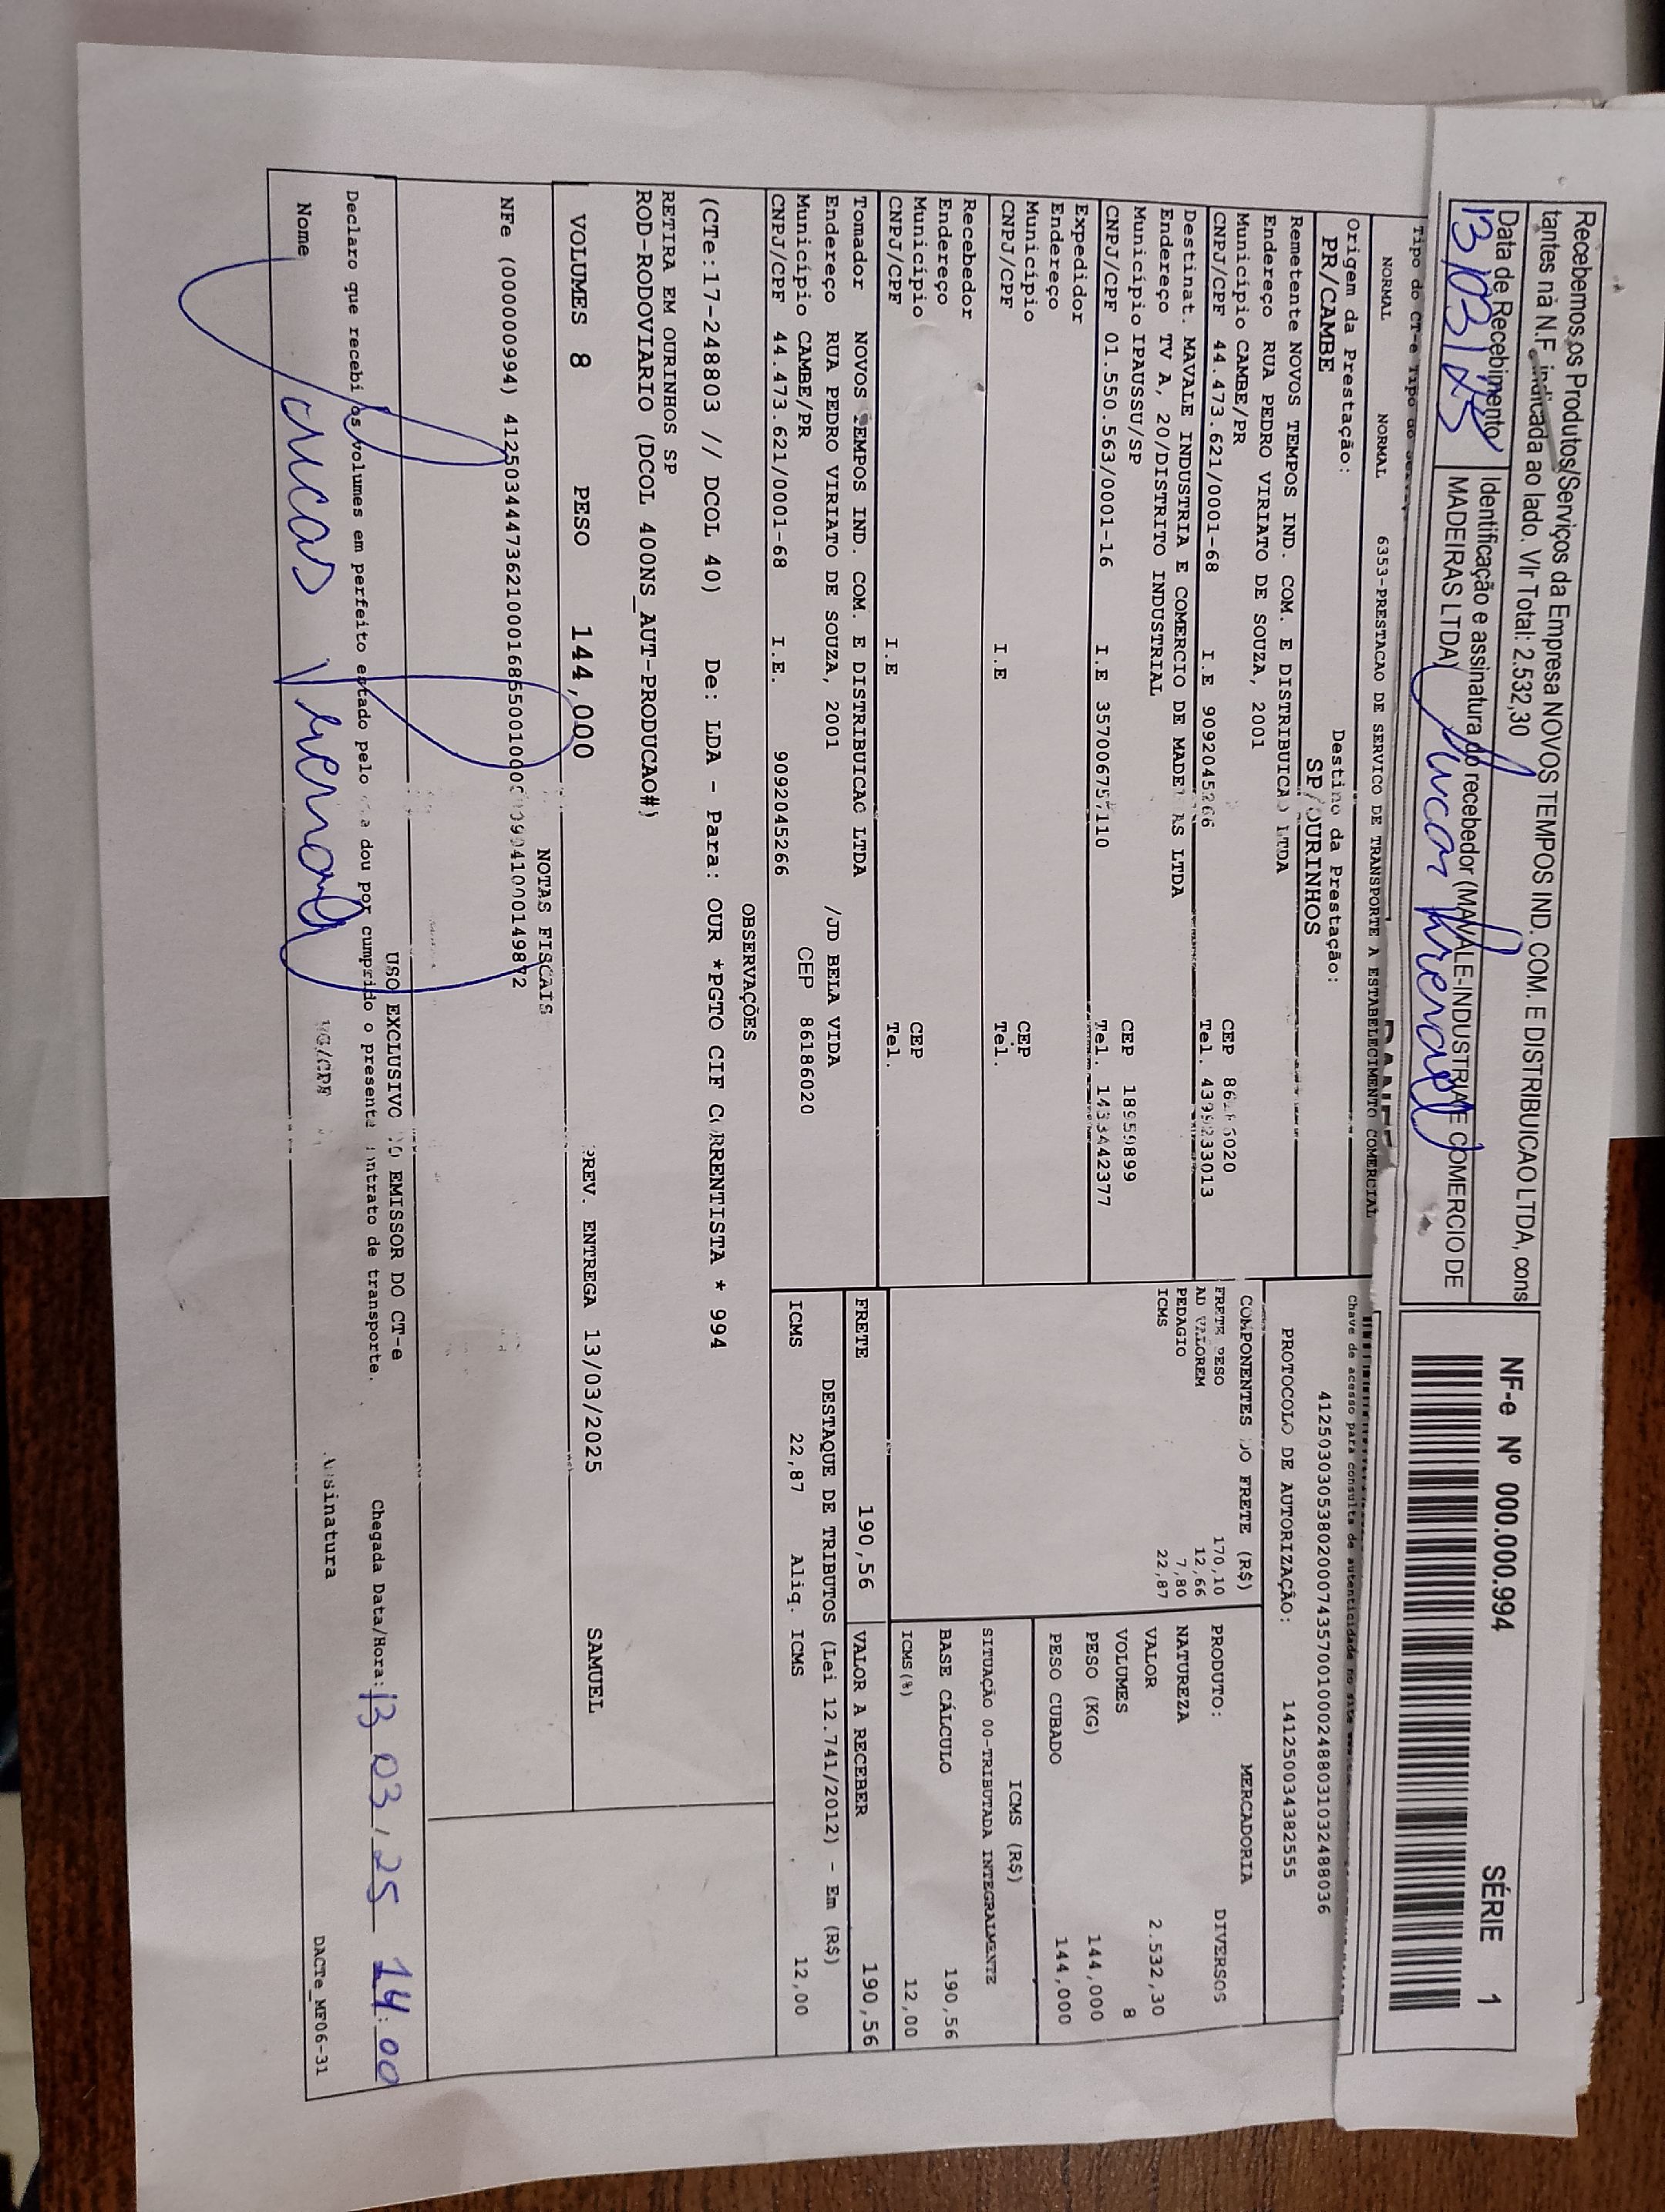 Recebemos os Produtos/Serviços da Empresa NOVOS TEMPOS IND. COM. E DISTRIBUICAO LTDA, cons
tantes na N.F. indicada ao lado. Vlr Total: 2.532,30
Data de Recebimento
13/03/25
Identificação e assinatura do recebedor (MAVALE-INDUSTRIA E COMERCIO DE
MADEIRAS LTDA)
Lucas
NF-e Nº 000.000.994
SÉRIE 1
Tipo do CT-e Tipo do
NORMAL NORMAL 6353-PRESTACAO DE SERVICO DE TRANSPORTE A ESTABELECIMENTO COMERCIAL
Chave de acesso para consulta de autenticidade no site
41250303053802000743570010002488031032488036
Origem da Prestação: Destino da Prestação:
PR/CAMBE SP/OURINHOS
PROTOCOLO DE AUTORIZAÇÃO: 141250034382555
Remetente NOVOS TEMPOS IND. COM. E DISTRIBUICAO LTDA
Endereço RUA PEDRO VIRIATO DE SOUZA, 2001
Município CAMBE/PR CEP 86186020
CNPJ/CPF 44.473.621/0001-68 I.E 9092045266 Tel. 43999233013
Destinat. MAVALE INDUSTRIA E COMERCIO DE MADEIRAS LTDA
Endereço TV A, 20/DISTRITO INDUSTRIAL
Município IPAUSSU/SP CEP 18959899
CNPJ/CPF 01.550.563/0001-16 I.E Tel. 1433442377
Expedidor
Endereço
Município CEP
CNPJ/CPF I.E Tel.
Recebedor
Endereço
Município CEP
CNPJ/CPF I.E Tel.
Tomador NOVOS TEMPOS IND. COM. E DISTRIBUICAO LTDA
Endereço RUA PEDRO VIRIATO DE SOUZA, 2001 /JD BELA VIDA
Município CAMBE/PR CEP 86186020
CNPJ/CPF 44.473.621/0001-68 I.E. 9092045266
COMPONENTES DO FRETE (R$)
FRETE PESO 170,10
AD VALOREM 12,66
PEDAGIO 7,80
ICMS 22,87
MERCADORIA
PRODUTO: DIVERSOS
NATUREZA
VALOR 2.532,30
VOLUMES 8
PESO (KG) 144,000
PESO CUBADO 144,000
ICMS (R$)
SITUAÇÃO 00-TRIBUTADA INTEGRALMENTE
BASE CÁLCULO 190,56
ICMS(%) 12,00
FRETE 190,56
VALOR A RECEBER 190,56
DESTAQUE DE TRIBUTOS (Lei 12.741/2012) - Em (R$)
ICMS 22,87 Aliq. ICMS 12,00
OBSERVAÇÕES
(CTe:17-248803 // DCOL 40) De: LDA - Para: OUR *PGTO CIF CORRENTISTA * 994
RETIRA EM OURINHOS SP
ROD-RODOVIARIO (DCOL 400NS_AUT-PRODUCAO#)
VOLUMES 8 PESO 144,000 PREV. ENTREGA 13/03/2025 SAMUEL
NOTAS FISCAIS
NFe (000000994) 41250344473621000168550010000009941000149872
USO EXCLUSIVO DO EMISSOR DO CT-e
Declaro que recebi os volumes em perfeito estado pelo dou por cumprido o presente contrato de transporte.
Chegada Data/Hora: 13 03 / 25 14:00
Nome Lucas RG/CPF Assinatura
DACTe_MF06-31